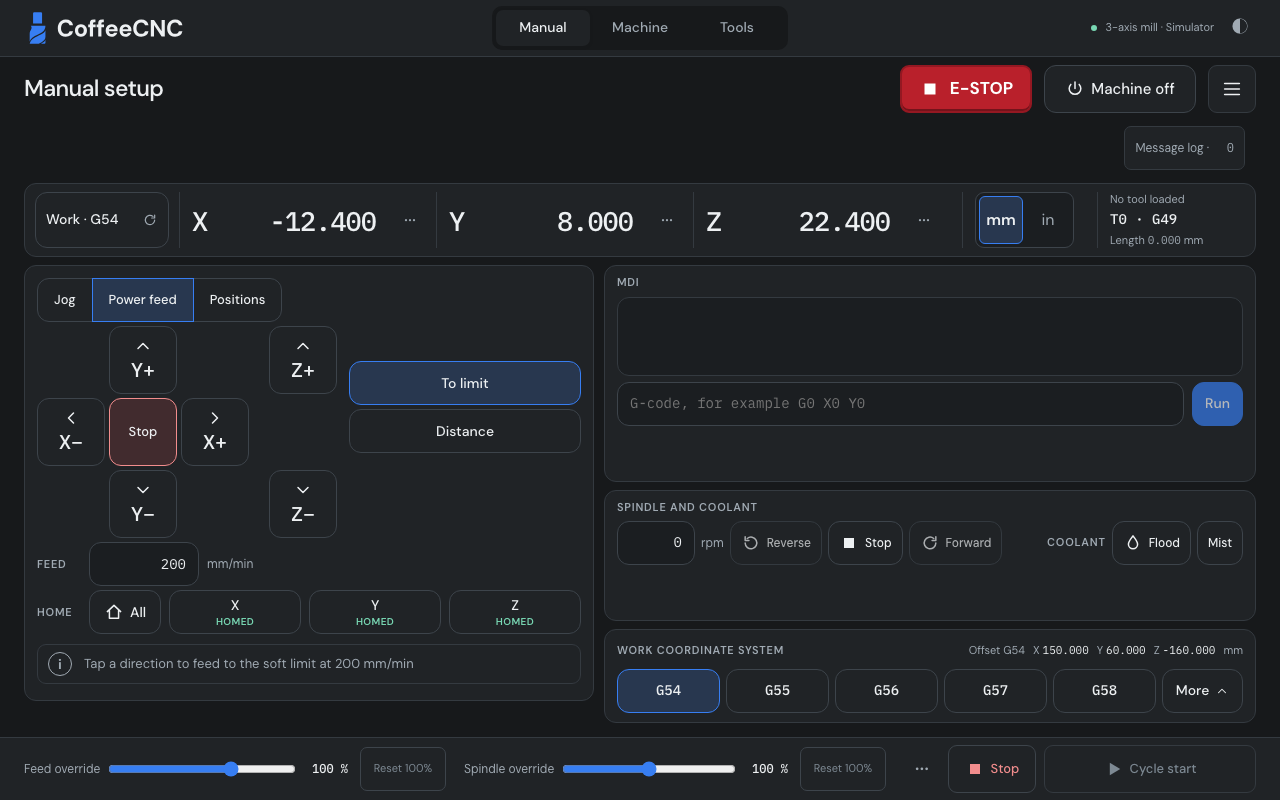 CoffeeCNC
Manual
Machine
Tools
3-axis mill · Simulator
Manual setup
E-STOP
Machine off
Message log · 0
Work · G54
X -12.400 ···
Y 8.000 ···
Z 22.400 ···
mm
in
No tool loaded
T0 · G49
Length 0.000 mm
Jog
Power feed
Positions
Y+
Z+
X−
Stop
X+
Y−
Z−
To limit
Distance
FEED 200 mm/min
HOME
All
X
HOMED
Y
HOMED
Z
HOMED
i Tap a direction to feed to the soft limit at 200 mm/min
MDI
G-code, for example G0 X0 Y0
Run
SPINDLE AND COOLANT
0 rpm
Reverse
Stop
Forward
COOLANT
Flood
Mist
WORK COORDINATE SYSTEM
Offset G54 X 150.000 Y 60.000 Z -160.000 mm
G54
G55
G56
G57
G58
More
Feed override 100 %
Reset 100%
Spindle override 100 %
Reset 100%
···
Stop
Cycle start